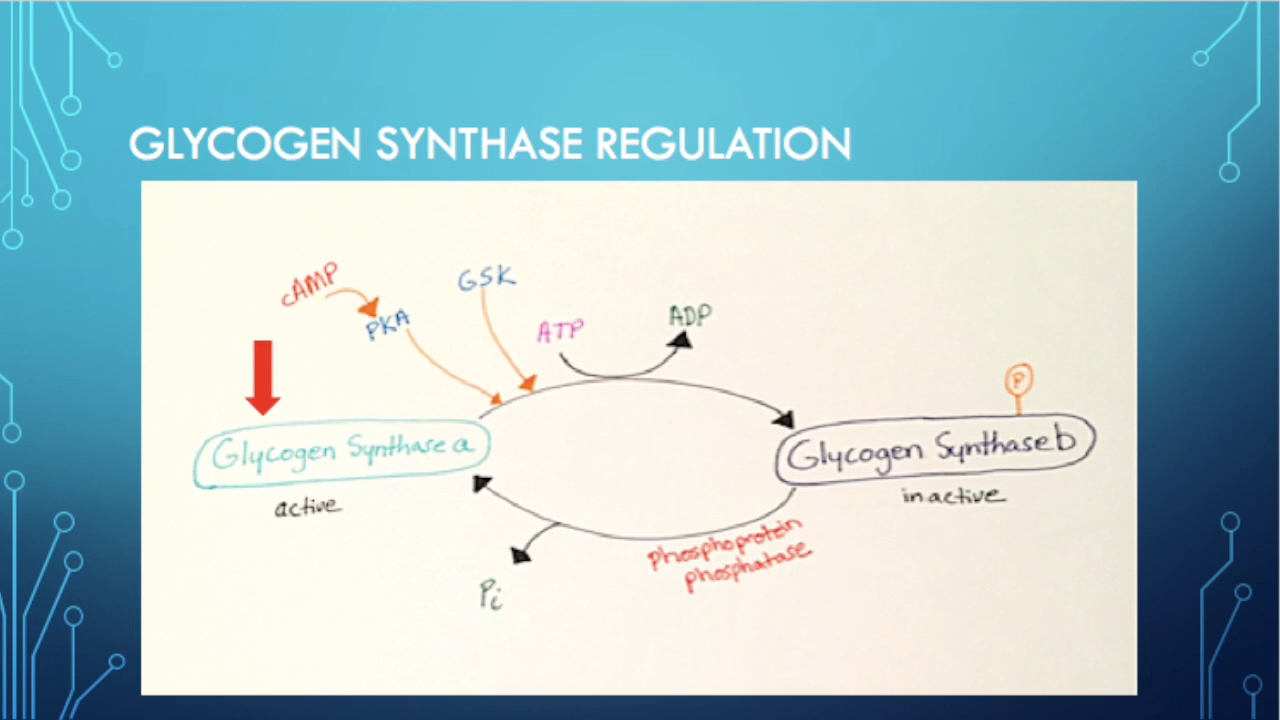 GLYCOGEN SYNTHASE REGULATION
cAMP
PKA
GSK
ATP
ADP
P
Glycogen Synthase a
active
Glycogen Synthase b
inactive
phosphoprotein
phosphatase
Pi